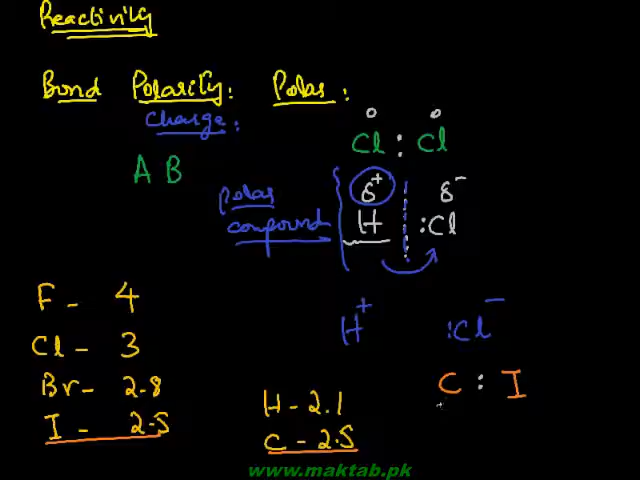 Reactivity
Bond Polarity: Polar:
Charge:
Cl : Cl
A B
polar
compound
δ+ δ-
H :Cl
H+ :Cl-
F - 4
Cl - 3
Br - 2.8
I - 2.5
H - 2.1
C - 2.5
C : I
www.maktab.pk